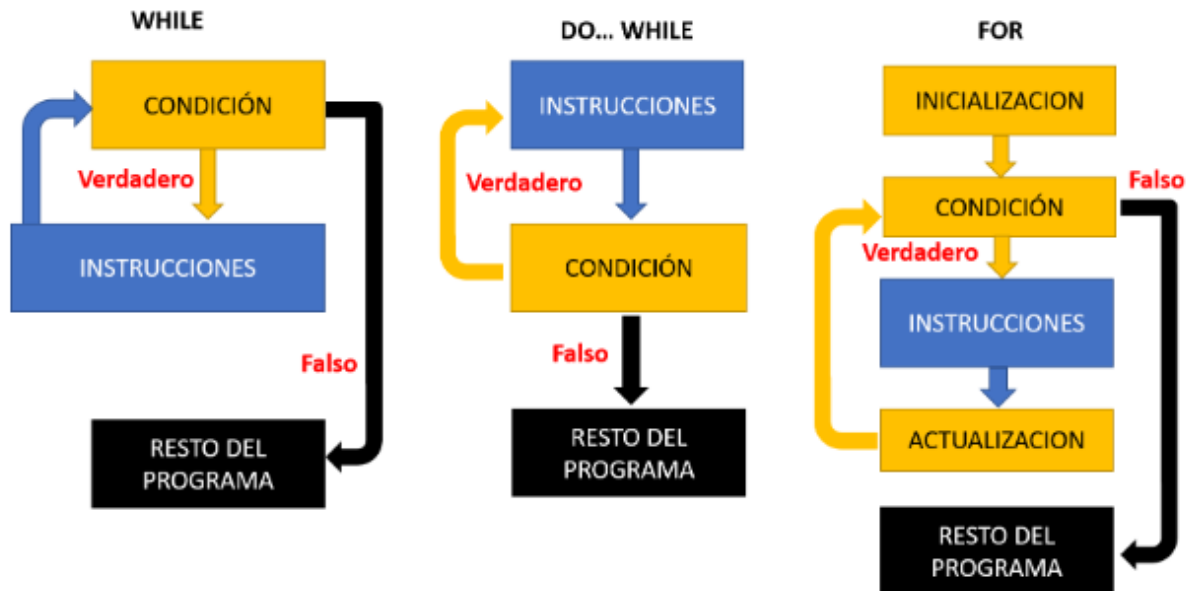 WHILE
CONDICIÓN
Verdadero
INSTRUCCIONES
Falso
RESTO DEL
PROGRAMA
DO... WHILE
INSTRUCCIONES
Verdadero
CONDICIÓN
Falso
RESTO DEL
PROGRAMA
FOR
INICIALIZACION
CONDICIÓN
Falso
Verdadero
INSTRUCCIONES
ACTUALIZACION
RESTO DEL
PROGRAMA